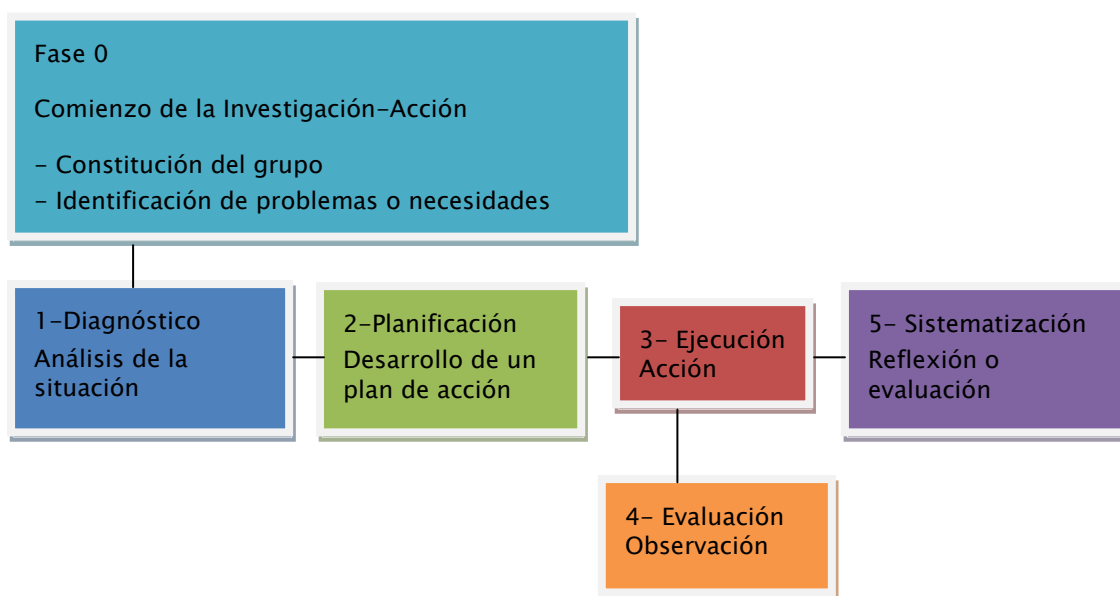 Fase 0
Comienzo de la Investigación-Acción
- Constitución del grupo
- Identificación de problemas o necesidades
1-Diagnóstico
Análisis de la
situación
2-Planificación
Desarrollo de un
plan de acción
3- Ejecución
Acción
5- Sistematización
Reflexión o
evaluación
4- Evaluación
Observación